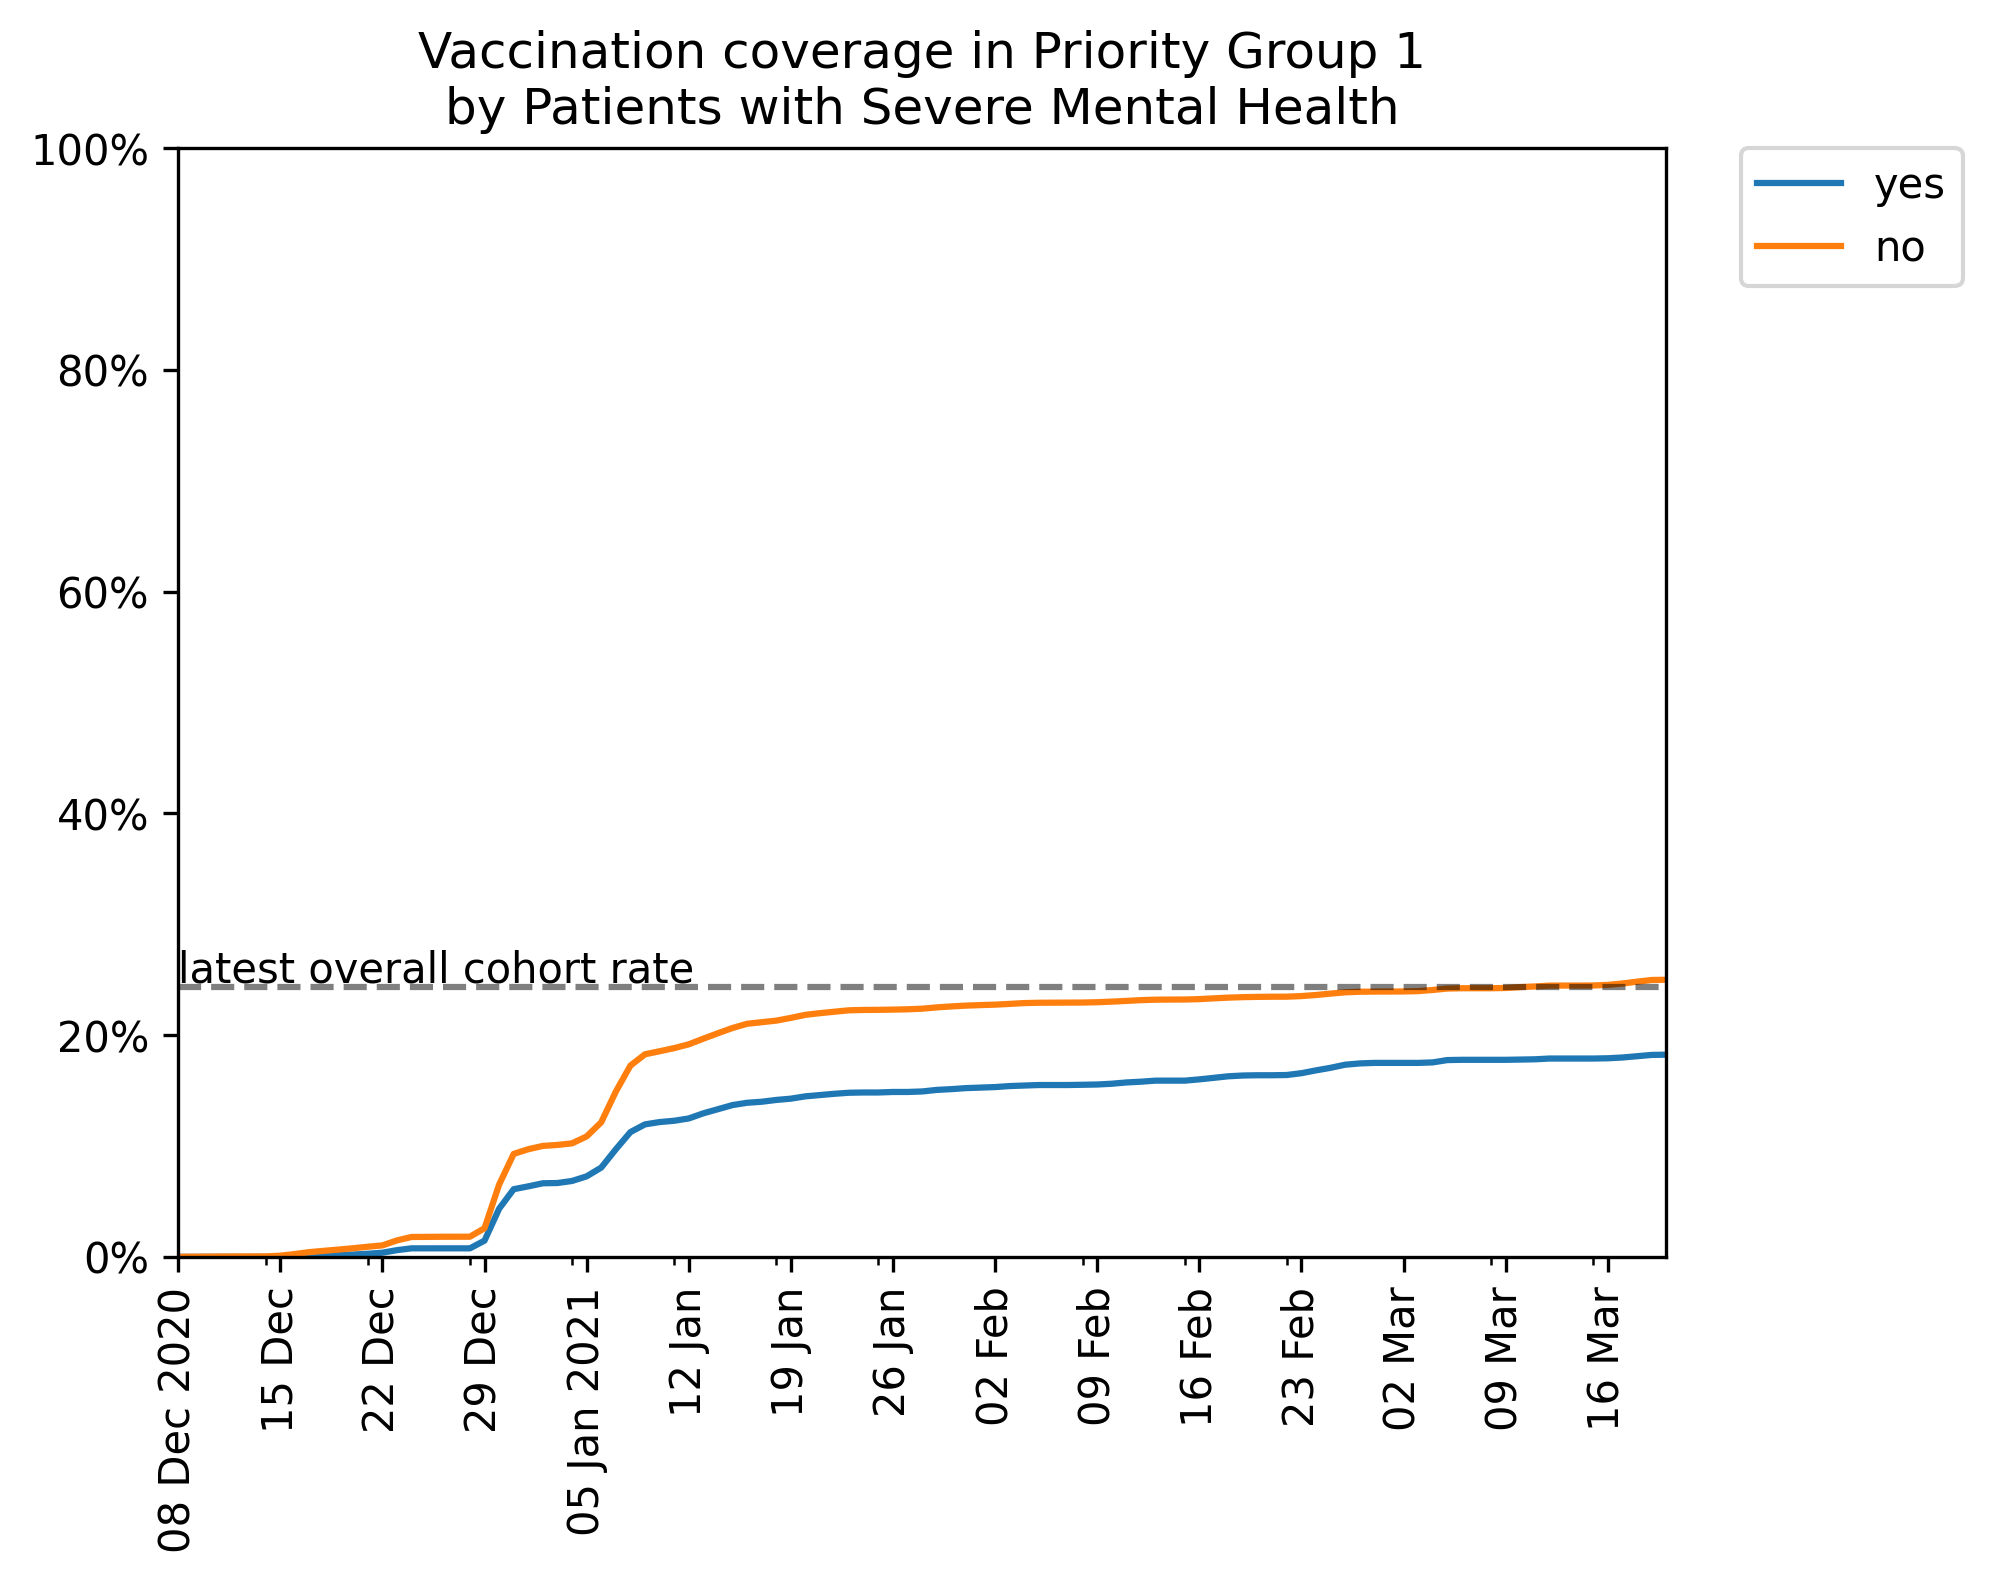 Vaccination coverage in Priority Group 1
by Patients with Severe Mental Health
100%
80%
60%
40%
20%
0%
latest overall cohort rate
yes
no
08 Dec 2020
15 Dec
22 Dec
29 Dec
05 Jan 2021
12 Jan
19 Jan
26 Jan
02 Feb
09 Feb
16 Feb
23 Feb
02 Mar
09 Mar
16 Mar